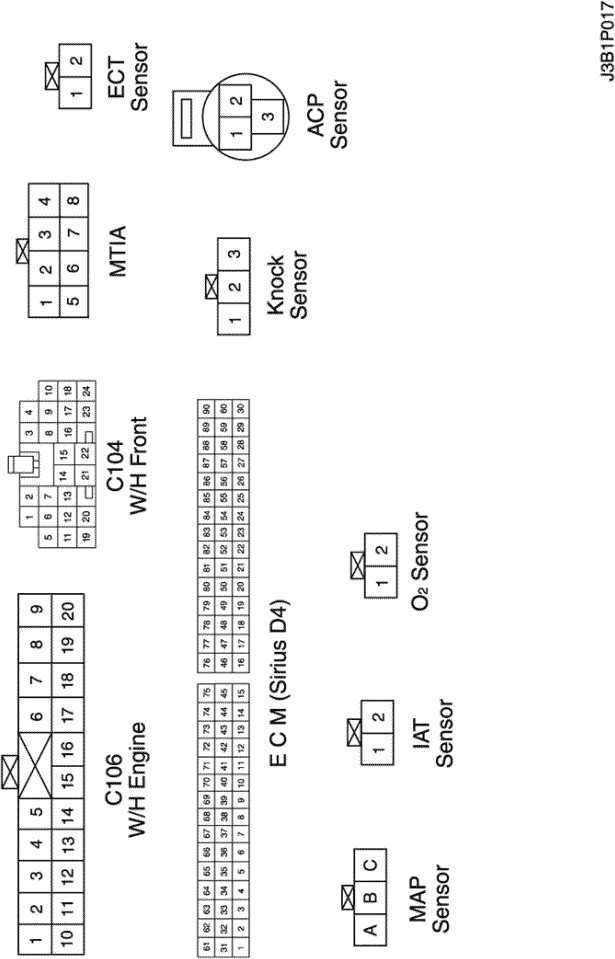 1 2 3 4 5 6 7 8 9
10 11 12 13 14 15 16 17 18 19 20
C106
W/H Engine
1 2 3 4
5 6 7 8 9 10
11 12 13 14 15 16 17 18
19 20 21 22 23 24
C104
W/H Front
1 2 3 4
5 6 7 8
MTIA
1 2
ECT
Sensor
61 62 63 64 65 66 67 68 69 70 71 72 73 74 75
31 32 33 34 35 36 37 38 39 40 41 42 43 44 45
1 2 3 4 5 6 7 8 9 10 11 12 13 14 15
76 77 78 79 80 81 82 83 84 85 86 87 88 89 90
46 47 48 49 50 51 52 53 54 55 56 57 58 59 60
16 17 18 19 20 21 22 23 24 25 26 27 28 29 30
E C M (Sirius D4)
1 2 3
Knock
Sensor
1 2
3
ACP
Sensor
A B C
MAP
Sensor
1 2
IAT
Sensor
1 2
O2 Sensor
J3B1P017